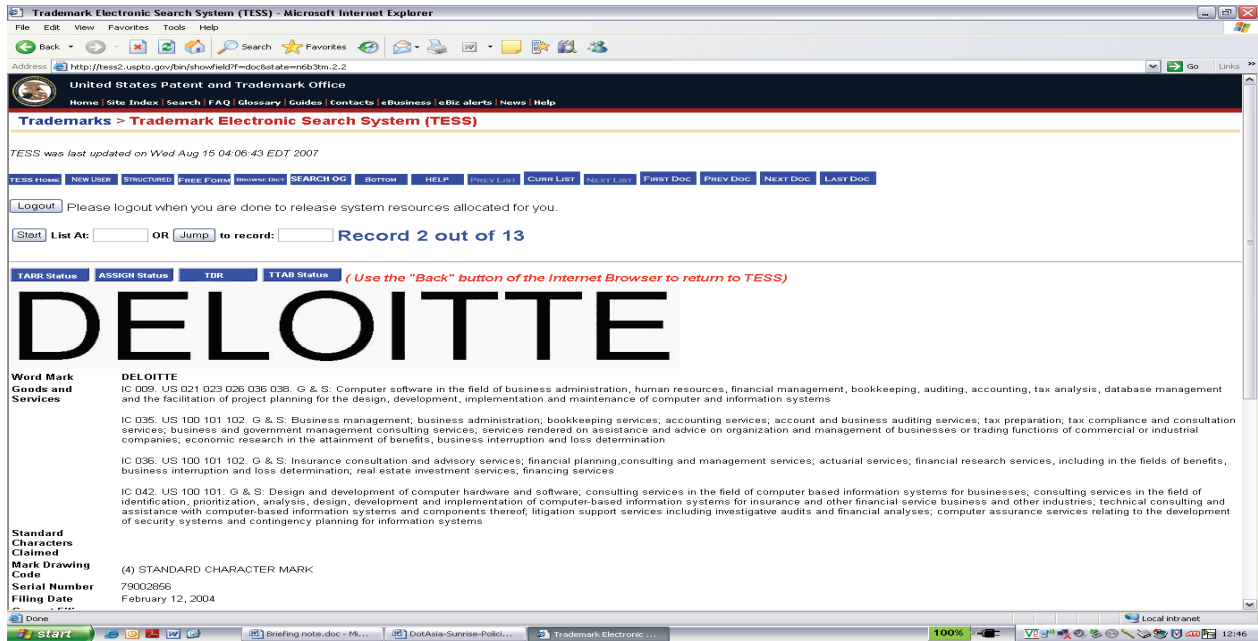 Trademark Electronic Search System (TESS) - Microsoft Internet Explorer
File Edit View Favorites Tools Help
Back Search Favorites
Address http://tess2.uspto.gov/bin/showfield?f=doc&state=n6b3tm.2.2 Go Links
United States Patent and Trademark Office
Home | Site Index | Search | FAQ | Glossary | Guides | Contacts | eBusiness | eBiz alerts | News | Help
Trademarks > Trademark Electronic Search System (TESS)
TESS was last updated on Wed Aug 15 04:06:43 EDT 2007
TESS HOME NEW USER STRUCTURED FREE FORM BROWSE DICT SEARCH OG BOTTOM HELP PREV LIST CURR LIST NEXT LIST FIRST DOC PREV DOC NEXT DOC LAST DOC
Logout Please logout when you are done to release system resources allocated for you.
Start List At: OR Jump to record: Record 2 out of 13
TARR Status ASSIGN Status TDR TTAB Status ( Use the "Back" button of the Internet Browser to return to TESS)
DELOITTE
Word Mark DELOITTE
Goods and Services IC 009. US 021 023 026 036 038. G & S: Computer software in the field of business administration, human resources, financial management, bookkeeping, auditing, accounting, tax analysis, database management
and the facilitation of project planning for the design, development, implementation and maintenance of computer and information systems
IC 035. US 100 101 102. G & S: Business management; business administration; bookkeeping services; accounting services; account and business auditing services; tax preparation; tax compliance and consultation
services; business and government management consulting services; services rendered on assistance and advice on organization and management of businesses or trading functions of commercial or industrial
companies; economic research in the attainment of benefits, business interruption and loss determination
IC 036. US 100 101 102. G & S: Insurance consultation and advisory services; financial planning,consulting and management services; actuarial services; financial research services, including in the fields of benefits,
business interruption and loss determination; real estate investment services; financing services
IC 042. US 100 101. G & S: Design and development of computer hardware and software; consulting services in the field of computer based information systems for businesses; consulting services in the field of
identification, prioritization, analysis, design, development and implementation of computer-based information systems for insurance and other financial service business and other industries; technical consulting and
assistance with computer-based information systems and components thereof; litigation support services including investigative audits and financial analyses; computer assurance services relating to the development
of security systems and contingency planning for information systems
Standard
Characters
Claimed
Mark Drawing
Code (4) STANDARD CHARACTER MARK
Serial Number 79002856
Filing Date February 12, 2004
Done Local intranet
start Briefing note.doc - Mi... DotAsia-Sunrise-Polici... Trademark Electronic ... 100% 12:46